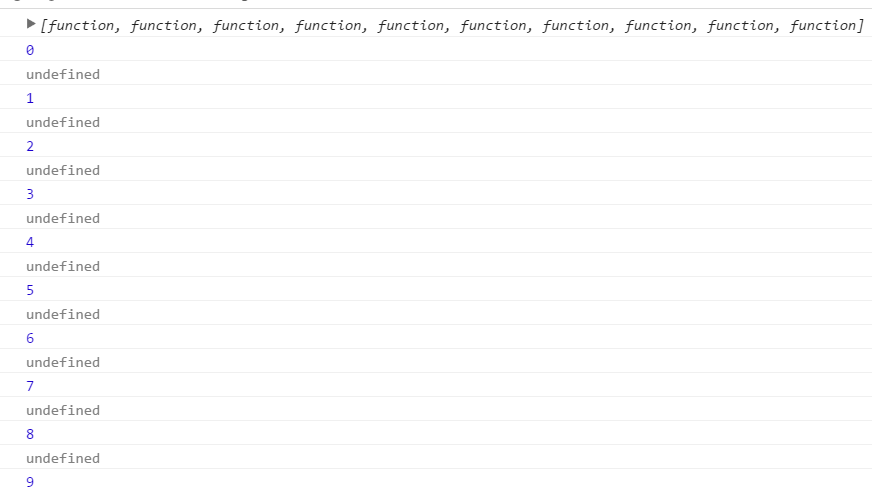 [function, function, function, function, function, function, function, function, function, function]
0
undefined
1
undefined
2
undefined
3
undefined
4
undefined
5
undefined
6
undefined
7
undefined
8
undefined
9